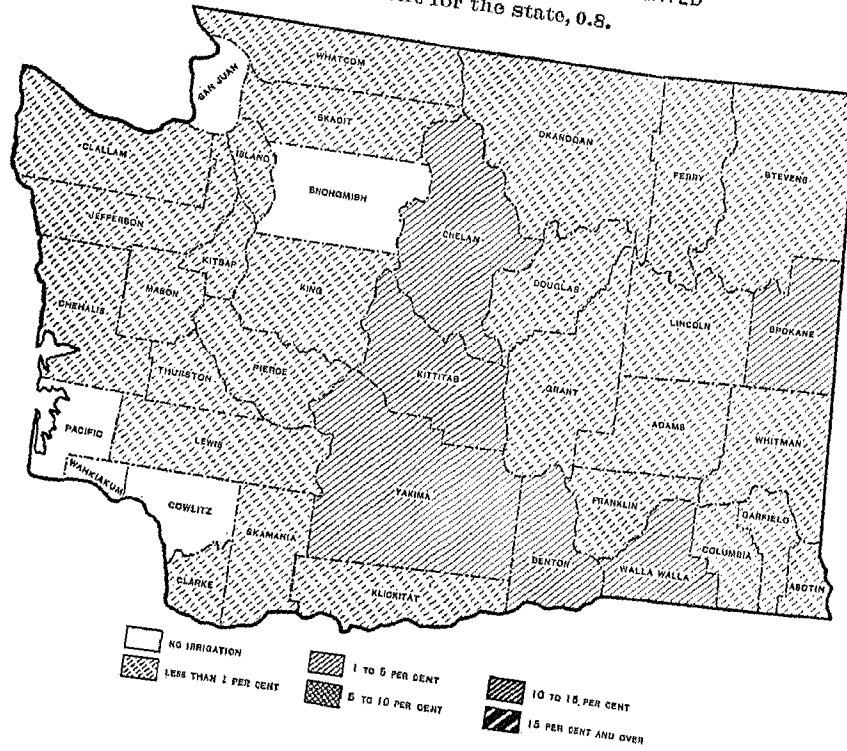 for the state, 0.8.
WHATCOM
SAN JUAN
SKAGIT
OKANOGAN
FERRY
STEVENS
CLALLAM
ISLAND
SNOHOMISH
JEFFERSON
CHELAN
KITSAP
KING
DOUGLAS
MASON
CHEHALIS
LINCOLN
SPOKANE
THURSTON
PIERCE
KITTITAS
GRANT
ADAMS
WHITMAN
PACIFIC
LEWIS
WAHKIAKUM
COWLITZ
YAKIMA
FRANKLIN
GARFIELD
SKAMANIA
COLUMBIA
BENTON
WALLA WALLA
ASOTIN
CLARKE
KLICKITAT
NO IRRIGATION
LESS THAN 1 PER CENT
1 TO 5 PER CENT
5 TO 10 PER CENT
10 TO 15 PER CENT
15 PER CENT AND OVER